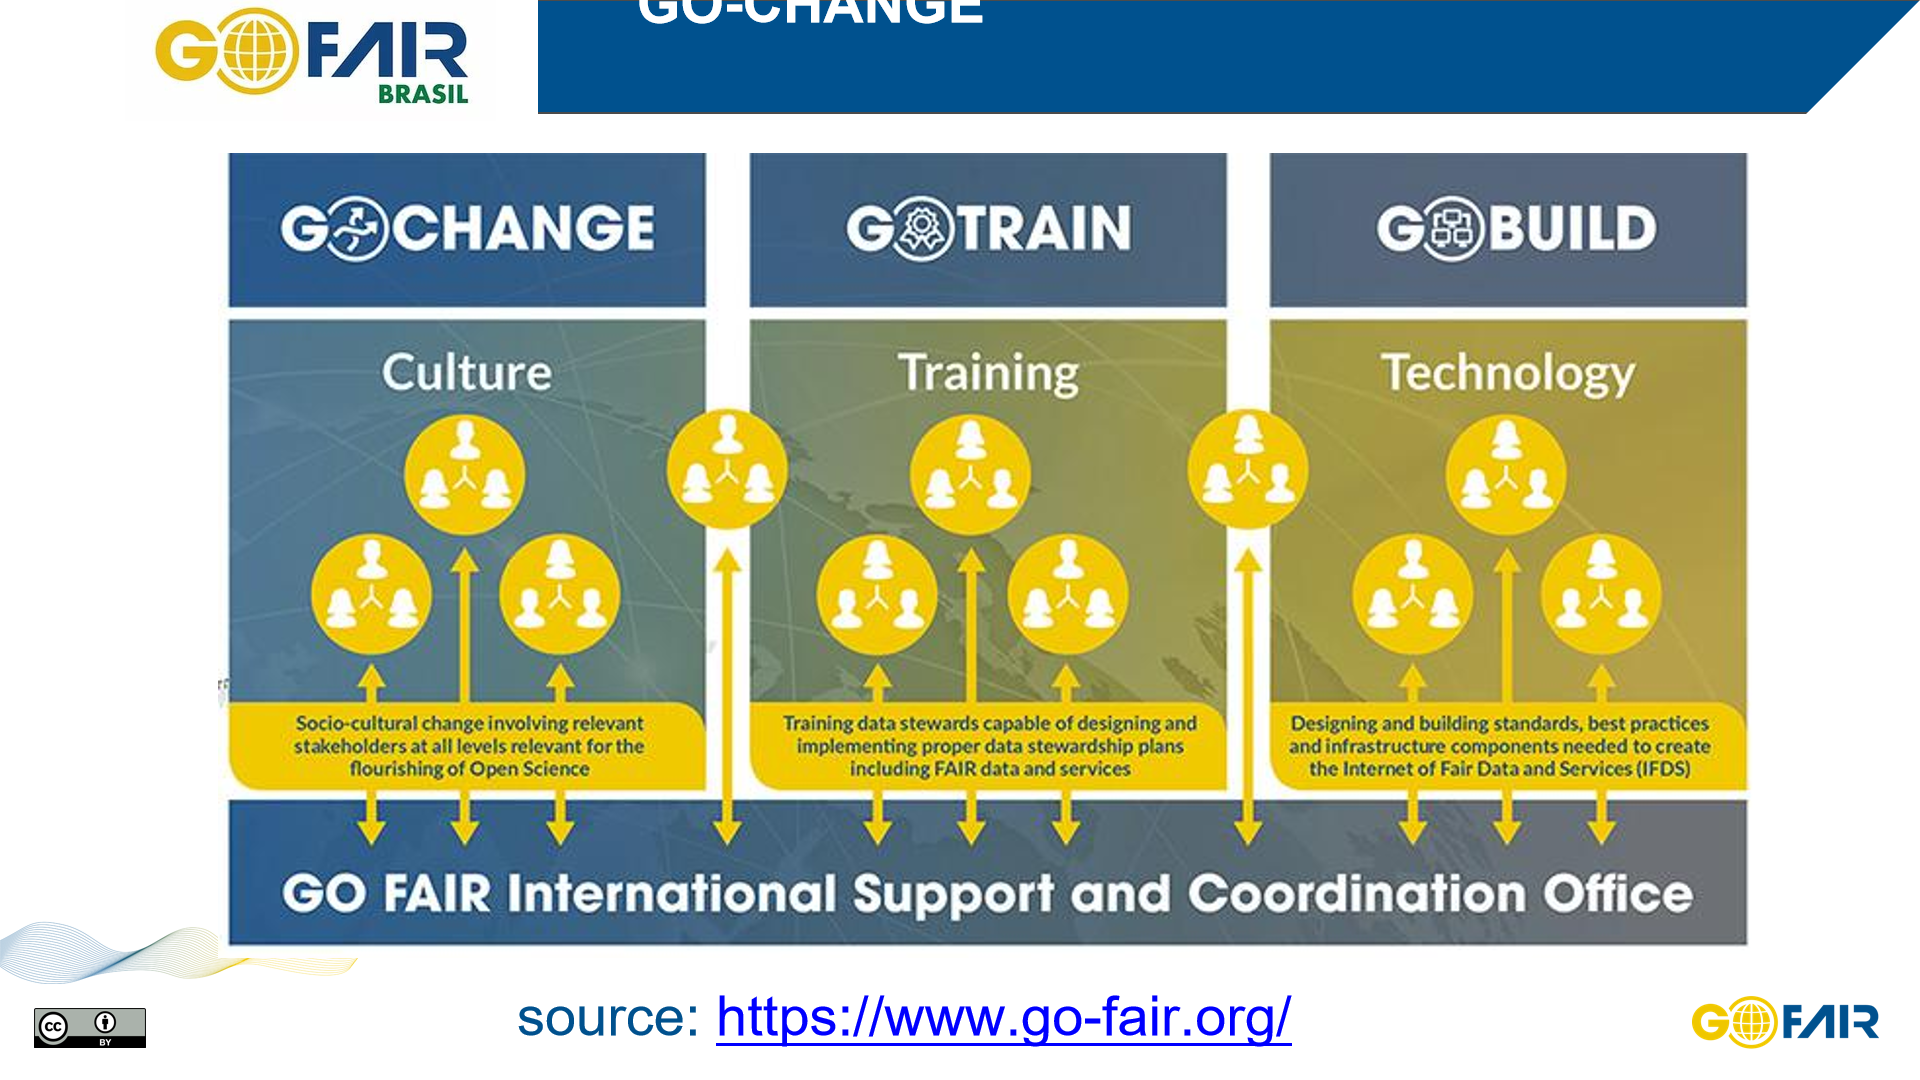 GO-CHANGE
GO FAIR
BRASIL
GO CHANGE
GO TRAIN
GO BUILD
Culture
Training
Technology
Socio-cultural change involving relevant
stakeholders at all levels relevant for the
flourishing of Open Science
Training data stewards capable of designing and
implementing proper data stewardship plans
including FAIR data and services
Designing and building standards, best practices
and infrastructure components needed to create
the Internet of Fair Data and Services (IFDS)
GO FAIR International Support and Coordination Office
source: https://www.go-fair.org/
cc
BY
GO FAIR